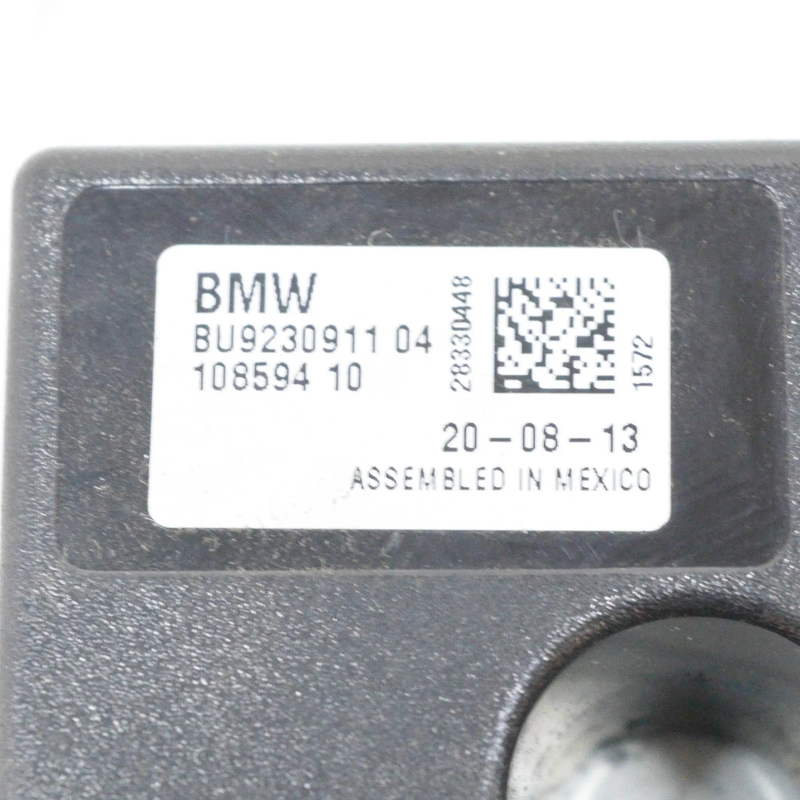 BMW
BU9230911 04
108594 10
28330448
1572
20-08-13
ASSEMBLED IN MEXICO